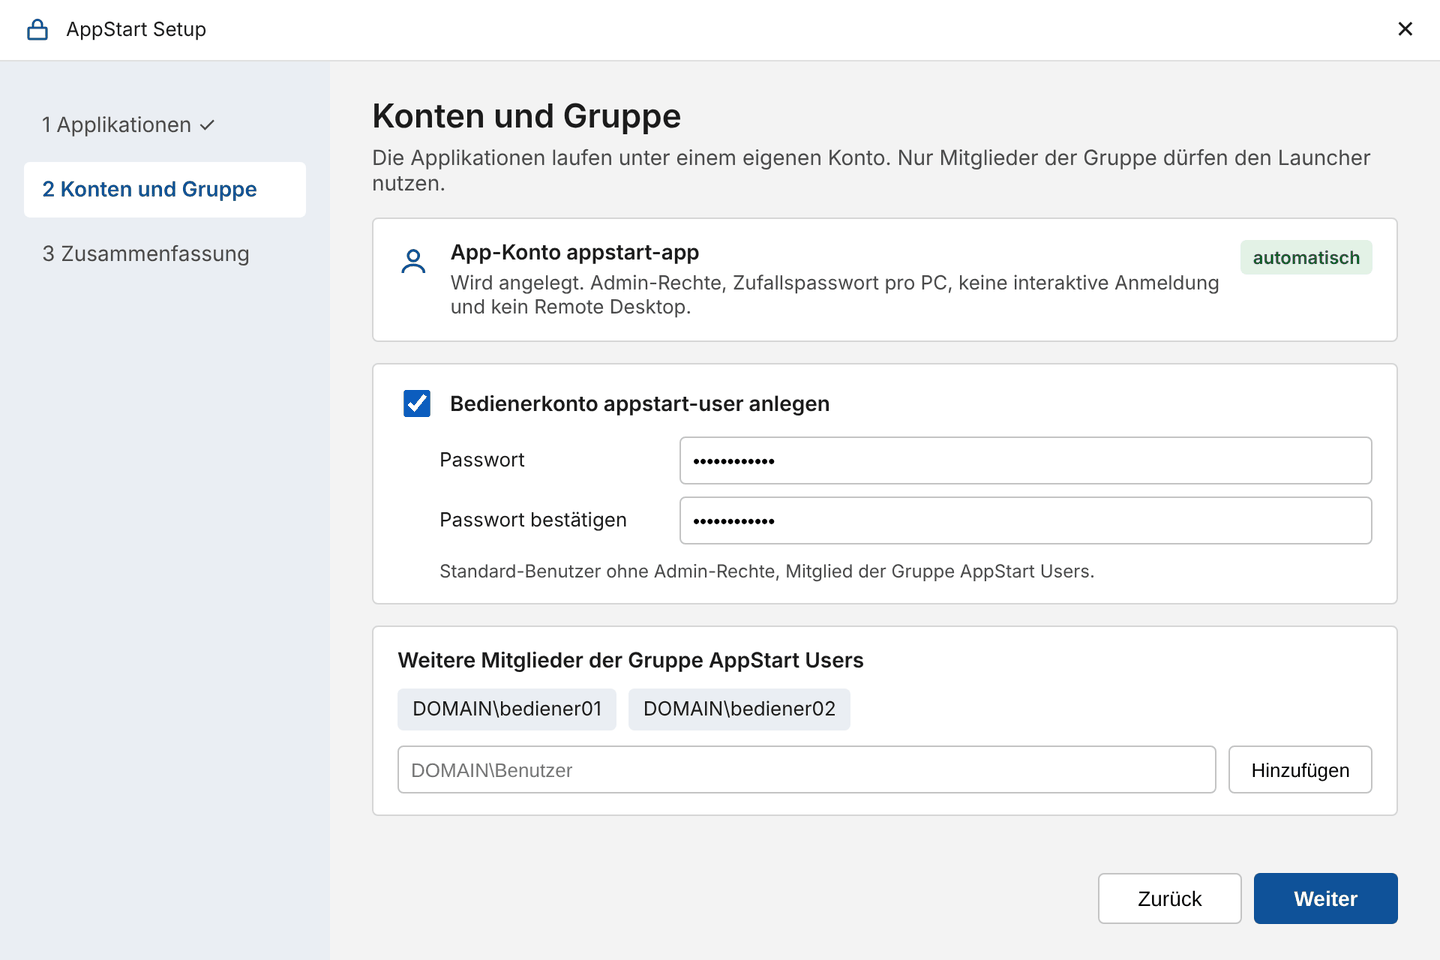 AppStart Setup
1 Applikationen ✓
2 Konten und Gruppe
3 Zusammenfassung
Konten und Gruppe
Die Applikationen laufen unter einem eigenen Konto. Nur Mitglieder der Gruppe dürfen den Launcher
nutzen.
App-Konto appstart-app
automatisch
Wird angelegt. Admin-Rechte, Zufallspasswort pro PC, keine interaktive Anmeldung
und kein Remote Desktop.
Bedienerkonto appstart-user anlegen
Passwort
••••••••••••
Passwort bestätigen
••••••••••••
Standard-Benutzer ohne Admin-Rechte, Mitglied der Gruppe AppStart Users.
Weitere Mitglieder der Gruppe AppStart Users
DOMAIN\bediener01 DOMAIN\bediener02
DOMAIN\Benutzer
Hinzufügen
Zurück
Weiter